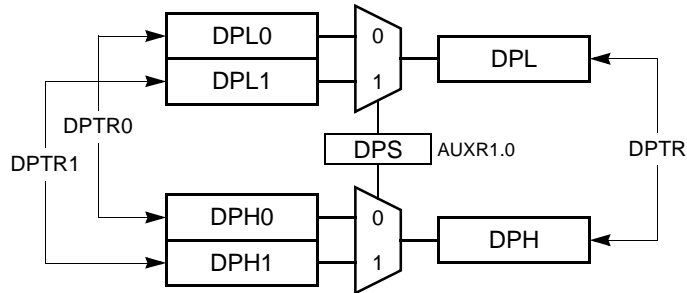 DPL0
0
DPL
DPL1
1
DPTR0
DPTR1
DPS
AUXR1.0
DPTR
DPH0
0
DPH
DPH1
1